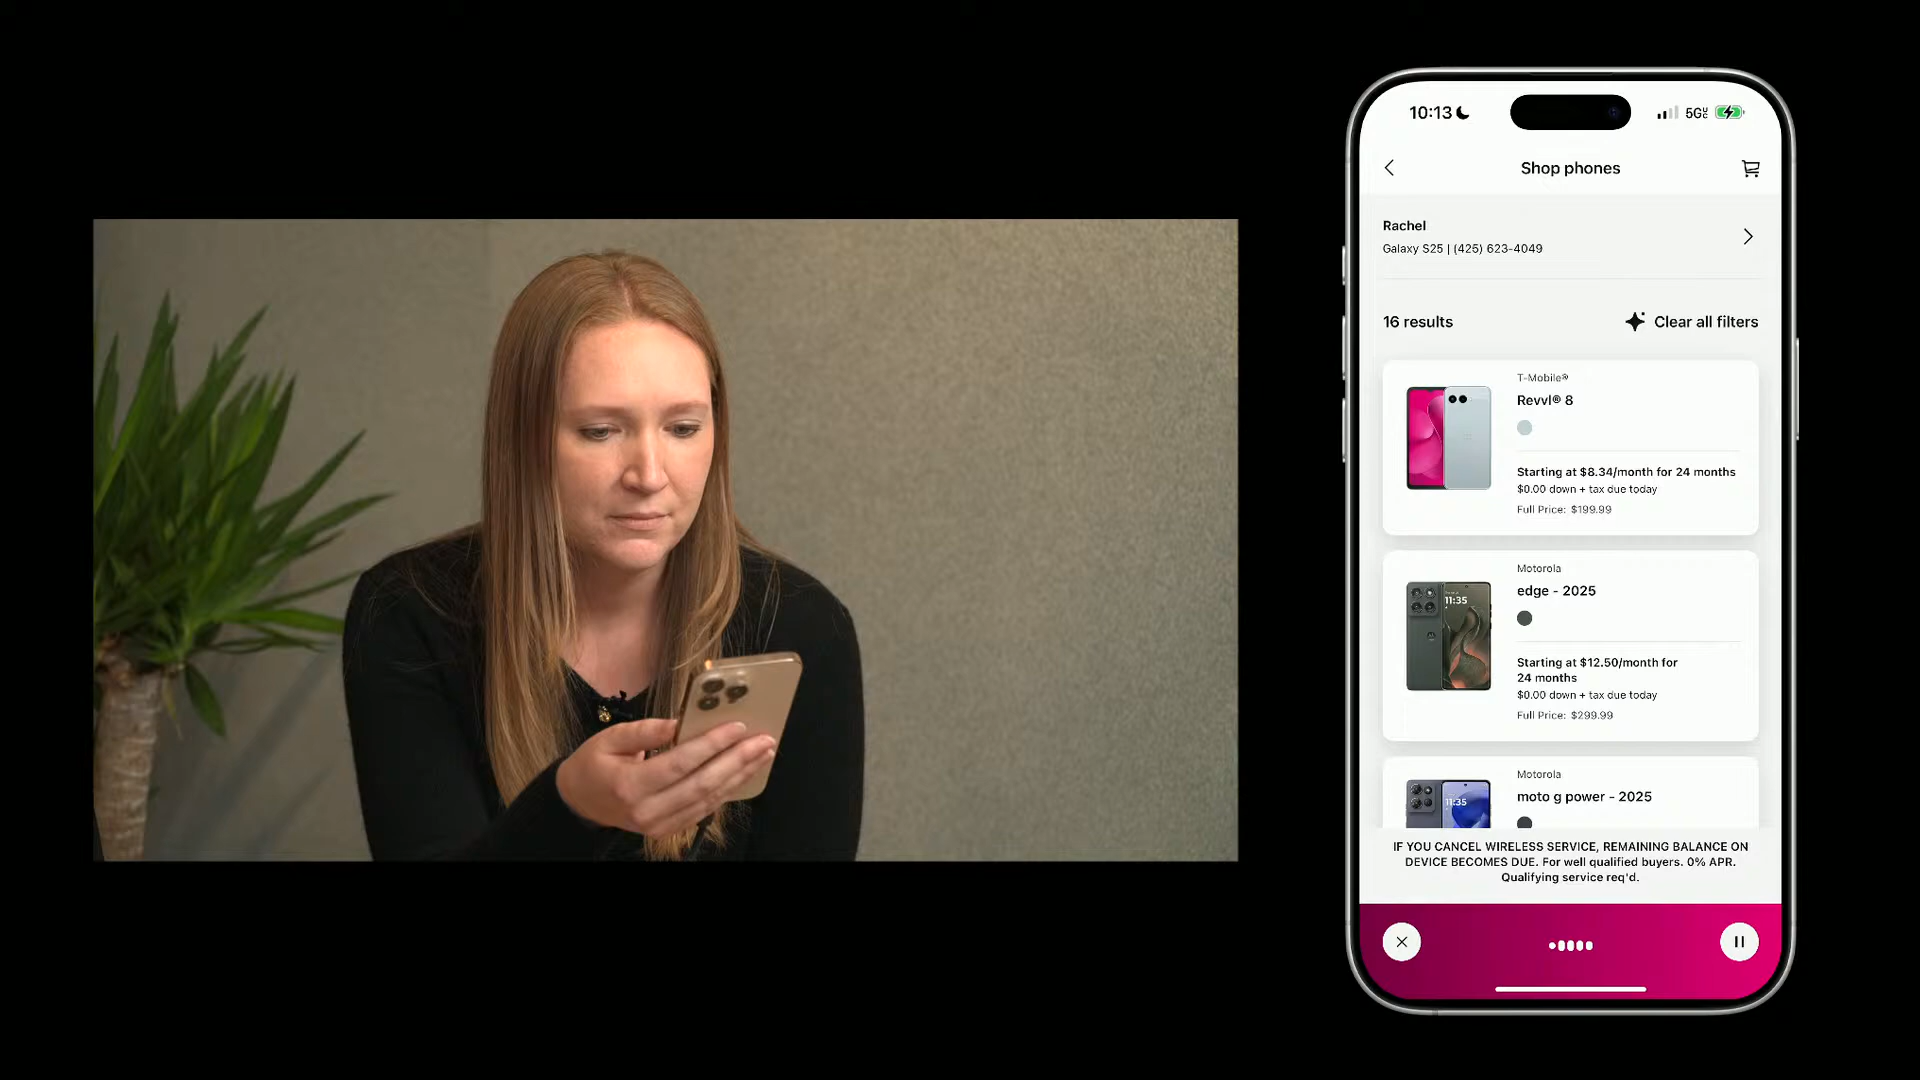 10:13
5G
Shop phones
Rachel
Galaxy S25 | (425) 623-4049
16 results
Clear all filters
T-Mobile®
Revvl® 8
Starting at $8.34/month for 24 months
$0.00 down + tax due today
Full Price: $199.99
Motorola
edge - 2025
11:35
Starting at $12.50/month for
24 months
$0.00 down + tax due today
Full Price: $299.99
Motorola
moto g power - 2025
11:35
IF YOU CANCEL WIRELESS SERVICE, REMAINING BALANCE ON
DEVICE BECOMES DUE. For well qualified buyers. 0% APR.
Qualifying service req'd.